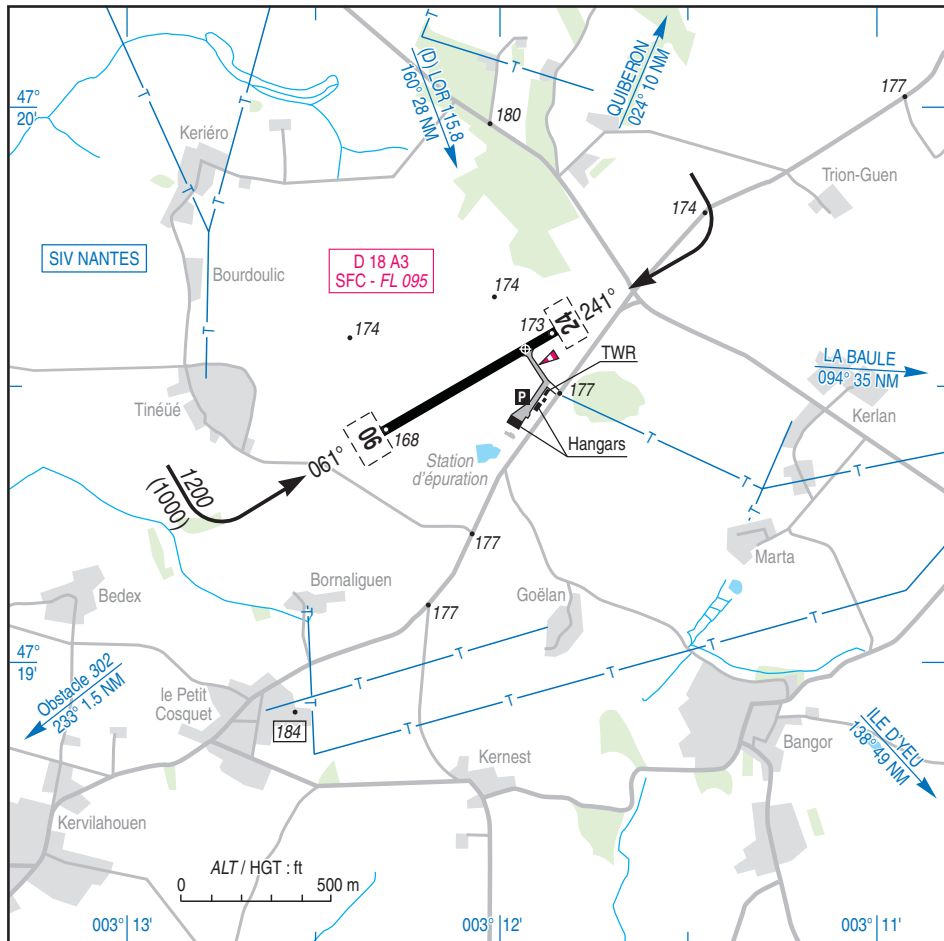 47°
20'
(D) LOR 115.8
160° 28 NM
T
T
QUIBERON
024° 10 NM
177
180
Keriéro
T
T
Trion-Guen
174
SIV NANTES
D 18 A3
SFC - FL 095
Bourdoulic
174
174
173
24
241°
T
TWR
LA BAULE
094° 35 NM
P
177
Tinéüé
Kerlan
06
168
Hangars
061°
Station
d'épuration
T
T
T
1200
(1000)
T
177
Marta
Bornaliguen
Bedex
T
177
Goëlan
T
T
T
T
47°
19'
Obstacle 302
233° 1.5 NM
le Petit
Cosquet
T
T
T
T
T
T
184
ILE D'YEU
138° 49 NM
Bangor
Kernest
Kervilahouen
ALT / HGT : ft
0
500 m
003° 13'
003° 12'
003° 11'